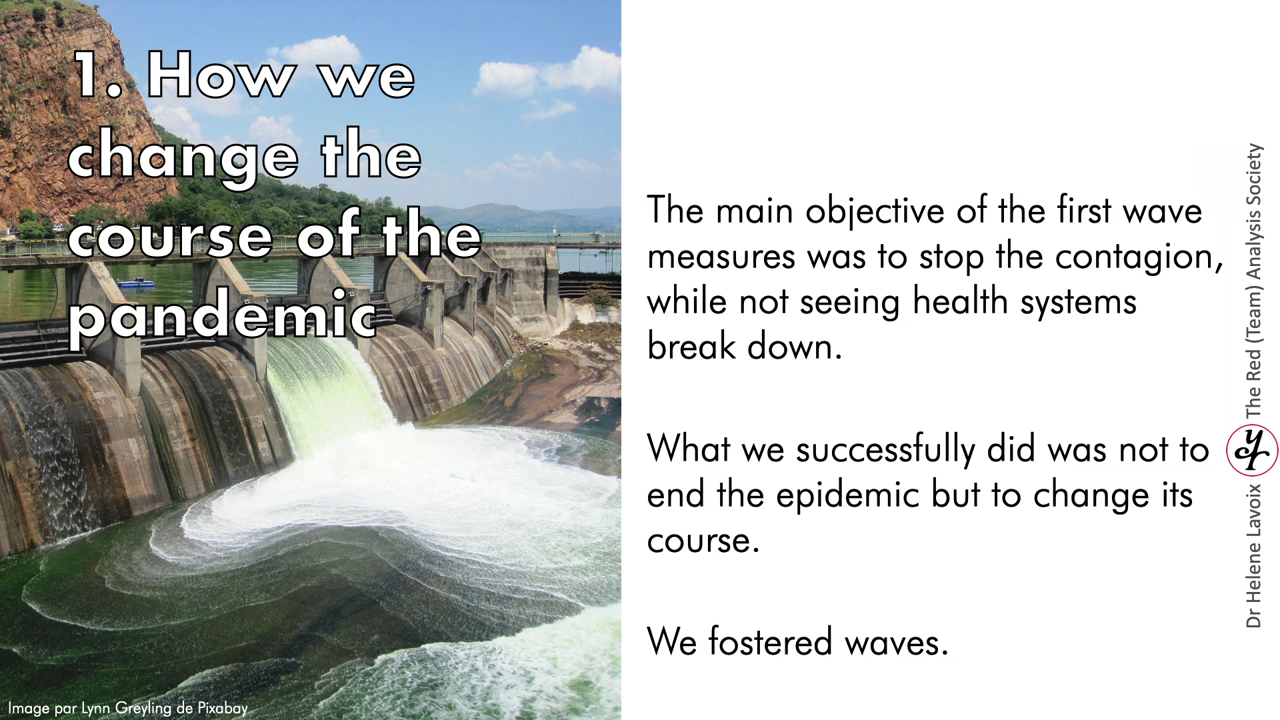 1. How we
change the
course of the
pandemic
Image par Lynn Greyling de Pixabay
The main objective of the first wave
measures was to stop the contagion,
while not seeing health systems
break down.
What we successfully did was not to
end the epidemic but to change its
course.
We fostered waves.
Dr Helene Lavoix The Red (Team) Analysis Society